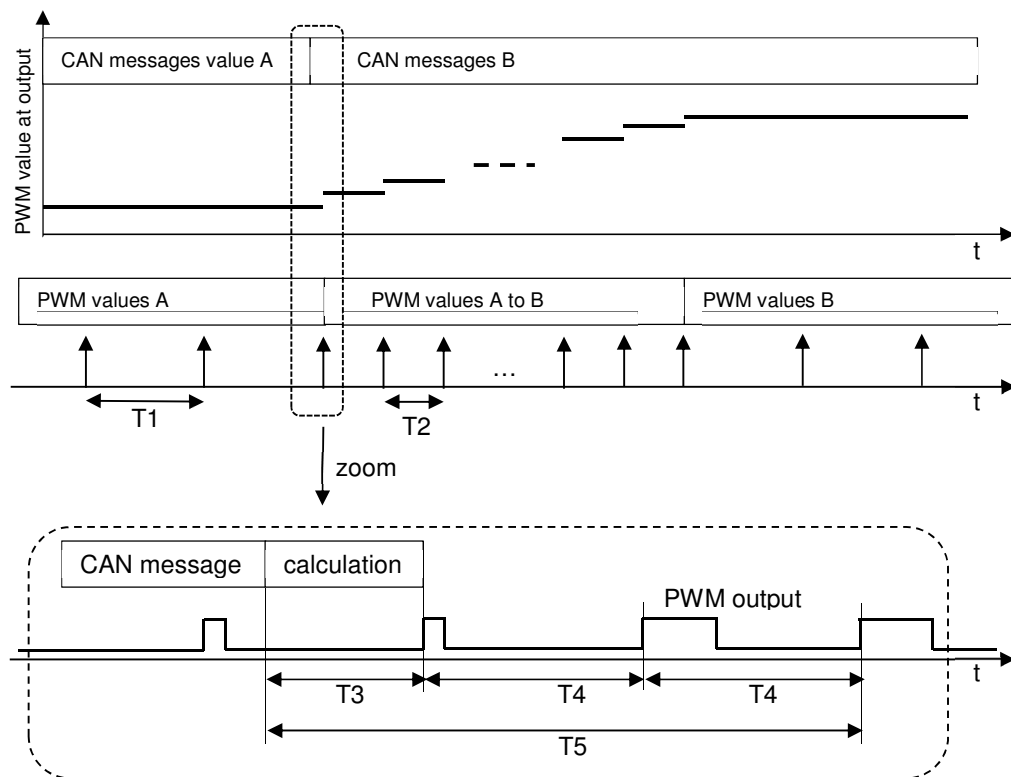 PWM value at output
CAN messages value A
CAN messages B
t
PWM values A
PWM values A to B
PWM values B
...
T1
T2
t
zoom
CAN message
calculation
PWM output
t
T3
T4
T4
T5